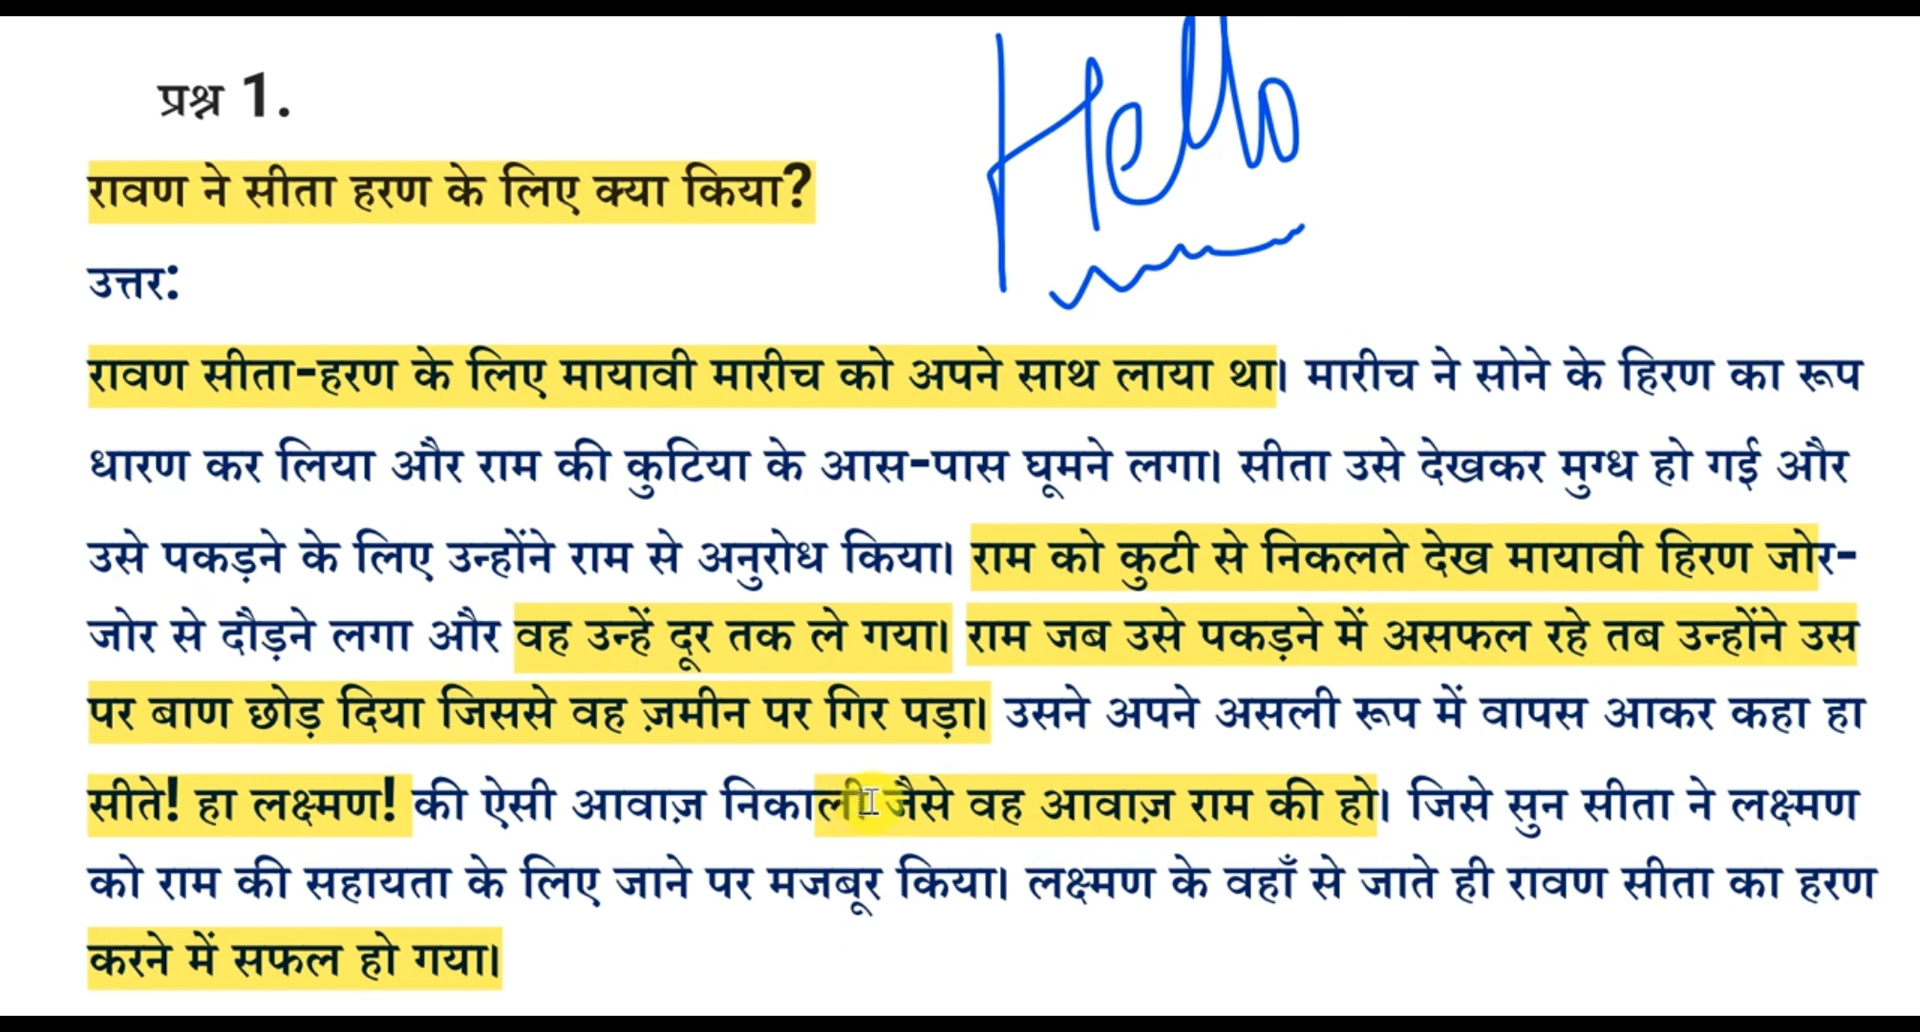 Hello
प्रश्न 1.
रावण ने सीता हरण के लिए क्या किया?
उत्तर:
रावण सीता-हरण के लिए मायावी मारीच को अपने साथ लाया था। मारीच ने सोने के हिरण का रूप
धारण कर लिया और राम की कुटिया के आस-पास घूमने लगा। सीता उसे देखकर मुग्ध हो गई और
उसे पकड़ने के लिए उन्होंने राम से अनुरोध किया। राम को कुटी से निकलते देख मायावी हिरण जोर-
जोर से दौड़ने लगा और वह उन्हें दूर तक ले गया। राम जब उसे पकड़ने में असफल रहे तब उन्होंने उस
पर बाण छोड़ दिया जिससे वह ज़मीन पर गिर पड़ा। उसने अपने असली रूप में वापस आकर कहा हा
सीते! हा लक्ष्मण! की ऐसी आवाज़ निकाली जैसे वह आवाज़ राम की हो। जिसे सुन सीता ने लक्ष्मण
को राम की सहायता के लिए जाने पर मजबूर किया। लक्ष्मण के वहाँ से जाते ही रावण सीता का हरण
करने में सफल हो गया।